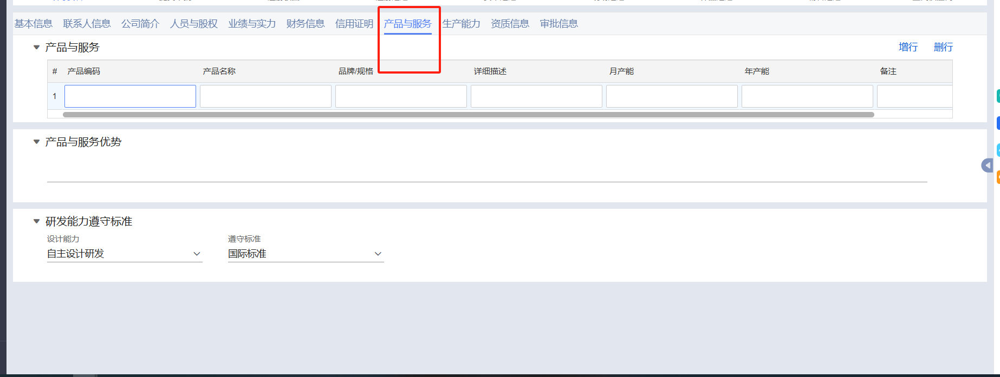 基本信息 联系人信息 公司简介 人员与股权 业绩与实力 财务信息 信用证明 产品与服务 生产能力 资质信息 审批信息
产品与服务 增行 删行
# 产品编码 产品名称 品牌/规格 详细描述 月产能 年产能 备注
1
产品与服务优势
研发能力遵守标准
设计能力 遵守标准
自主设计研发 国际标准